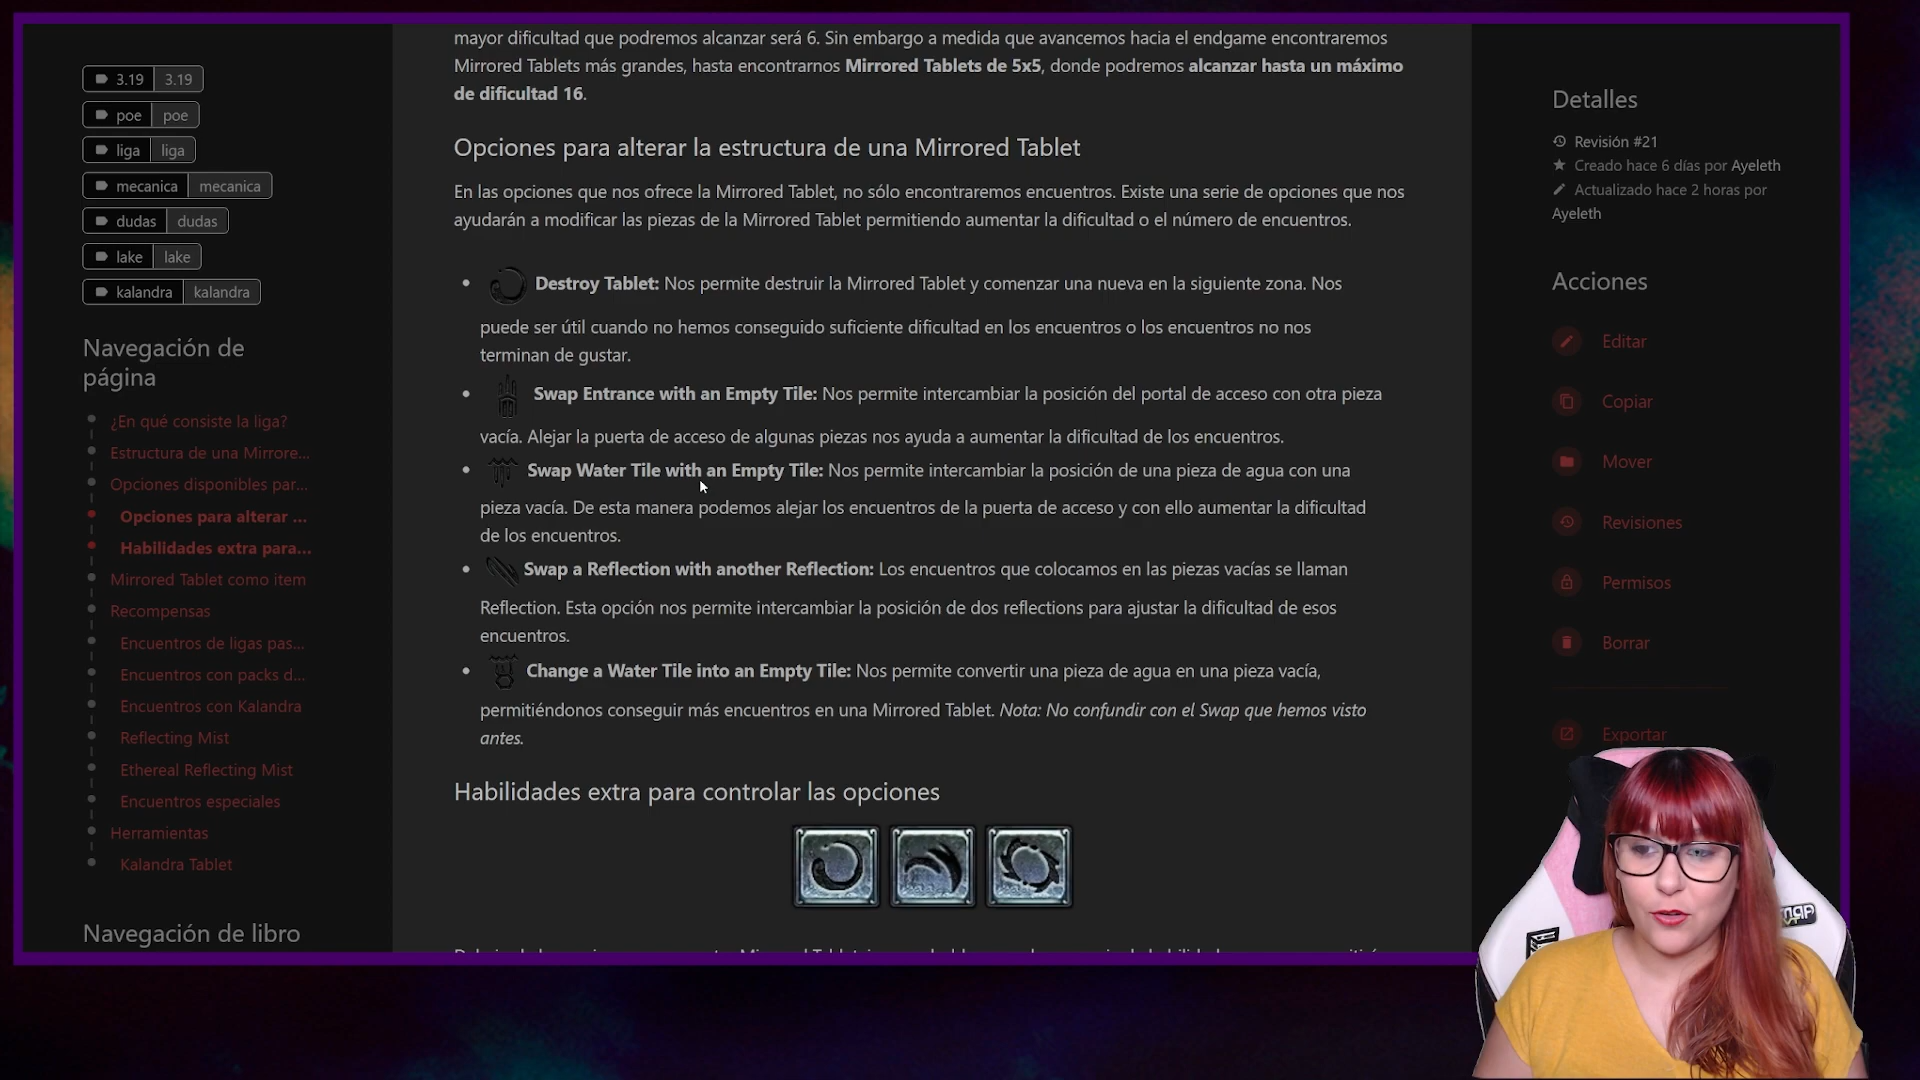 3.19 3.19
poe poe
liga liga
mecanica mecanica
dudas dudas
lake lake
kalandra kalandra
Navegación de
página
¿En qué consiste la liga?
Estructura de una Mirrore...
Opciones disponibles par...
Opciones para alterar ...
Habilidades extra para...
Mirrored Tablet como item
Recompensas
Encuentros de ligas pas...
Encuentros con packs d...
Encuentros con Kalandra
Reflecting Mist
Ethereal Reflecting Mist
Encuentros especiales
Herramientas
Kalandra Tablet
Navegación de libro
mayor dificultad que podremos alcanzar será 6. Sin embargo a medida que avancemos hacia el endgame encontraremos
Mirrored Tablets más grandes, hasta encontrarnos Mirrored Tablets de 5x5, donde podremos alcanzar hasta un máximo
de dificultad 16.
Opciones para alterar la estructura de una Mirrored Tablet
En las opciones que nos ofrece la Mirrored Tablet, no sólo encontraremos encuentros. Existe una serie de opciones que nos
ayudarán a modificar las piezas de la Mirrored Tablet permitiendo aumentar la dificultad o el número de encuentros.
Destroy Tablet: Nos permite destruir la Mirrored Tablet y comenzar una nueva en la siguiente zona. Nos
puede ser útil cuando no hemos conseguido suficiente dificultad en los encuentros o los encuentros no nos
terminan de gustar.
Swap Entrance with an Empty Tile: Nos permite intercambiar la posición del portal de acceso con otra pieza
vacía. Alejar la puerta de acceso de algunas piezas nos ayuda a aumentar la dificultad de los encuentros.
Swap Water Tile with an Empty Tile: Nos permite intercambiar la posición de una pieza de agua con una
pieza vacía. De esta manera podemos alejar los encuentros de la puerta de acceso y con ello aumentar la dificultad
de los encuentros.
Swap a Reflection with another Reflection: Los encuentros que colocamos en las piezas vacías se llaman
Reflection. Esta opción nos permite intercambiar la posición de dos reflections para ajustar la dificultad de esos
encuentros.
Change a Water Tile into an Empty Tile: Nos permite convertir una pieza de agua en una pieza vacía,
permitiéndonos conseguir más encuentros en una Mirrored Tablet. Nota: No confundir con el Swap que hemos visto
antes.
Habilidades extra para controlar las opciones
Detalles
Revisión #21
Creado hace 6 días por Ayeleth
Actualizado hace 2 horas por
Ayeleth
Acciones
Editar
Copiar
Mover
Revisiones
Permisos
Borrar
Exportar